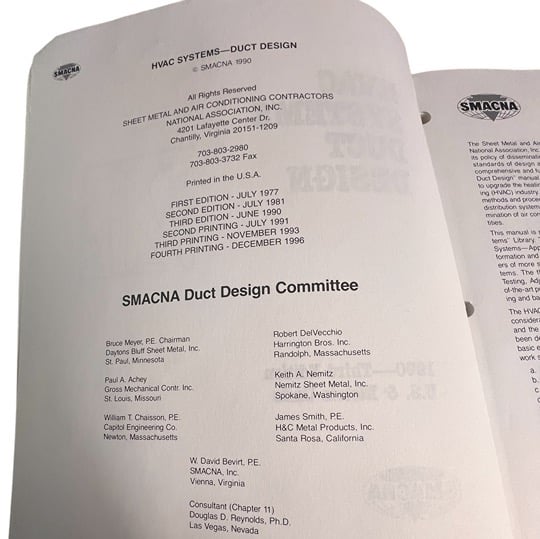 HVAC SYSTEMS—DUCT DESIGN
SMACNA
© SMACNA 1990
All Rights Reserved
SHEET METAL AND AIR CONDITIONING CONTRACTORS
NATIONAL ASSOCIATION, INC.
4201 Lafayette Center Dr.
Chantilly, Virginia 20151-1209
703-803-2980
703-803-3732 Fax
Printed in the U.S.A.
FIRST EDITION - JULY 1977
SECOND EDITION - JULY 1981
THIRD EDITION - JUNE 1990
SECOND PRINTING - JULY 1991
THIRD PRINTING - NOVEMBER 1993
FOURTH PRINTING - DECEMBER 1996
SMACNA Duct Design Committee
Bruce Meyer, P.E. Chairman
Daytons Bluff Sheet Metal, Inc.
St. Paul, Minnesota
Paul A. Achey
Gross Mechanical Contr. Inc.
St. Louis, Missouri
William T. Chaisson, P.E.
Capitol Engineering Co.
Newton, Massachusetts
Robert DelVecchio
Harrington Bros. Inc.
Randolph, Massachusetts
Keith A. Nemitz
Nemitz Sheet Metal, Inc.
Spokane, Washington
James Smith, P.E.
H&C Metal Products, Inc.
Santa Rosa, California
W. David Bevirt, P.E.
SMACNA, Inc.
Vienna, Virginia
Consultant (Chapter 11)
Douglas D. Reynolds, Ph.D.
Las Vegas, Nevada
SMACNA
The Sheet Metal and Air
National Association, Inc
its policy of disseminati
standards of design a
comprehensive and fu
Duct Design" manual
to upgrade the heatin
ing (HVAC) industry.
methods and proced
distribution system
mination of air con
ities.
This manual is
tems" Library. T
Systems—App
formation and
ers of more s
tems. The th
Testing, Adj
of-the-art p
ing and ba
The HVAC
considera
and the
been de
basic e
work s
a.
b.
c.
d.